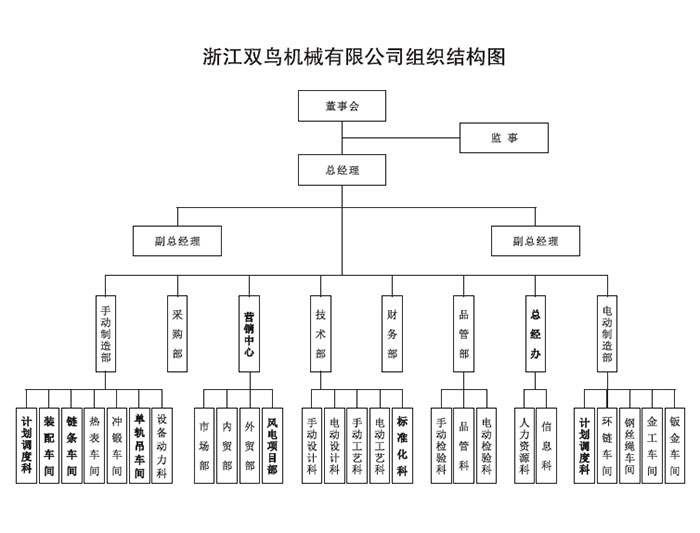 浙江双鸟机械有限公司组织结构图
董事会
监事
总经理
副总经理
副总经理
手动制造部
采购部
营销中心
技术部
财务部
品管部
总经办
电动制造部
计划调度科
装配车间
链条车间
热表车间
冲锻车间
单轨吊车间
设备动力科
市场部
内贸部
外贸部
风电项目部
手动设计科
电动设计科
手动工艺科
电动工艺科
标准化科
手动检验科
品管科
电动检验科
人力资源科
信息科
计划调度科
环链车间
钢丝绳车间
金工车间
钣金车间